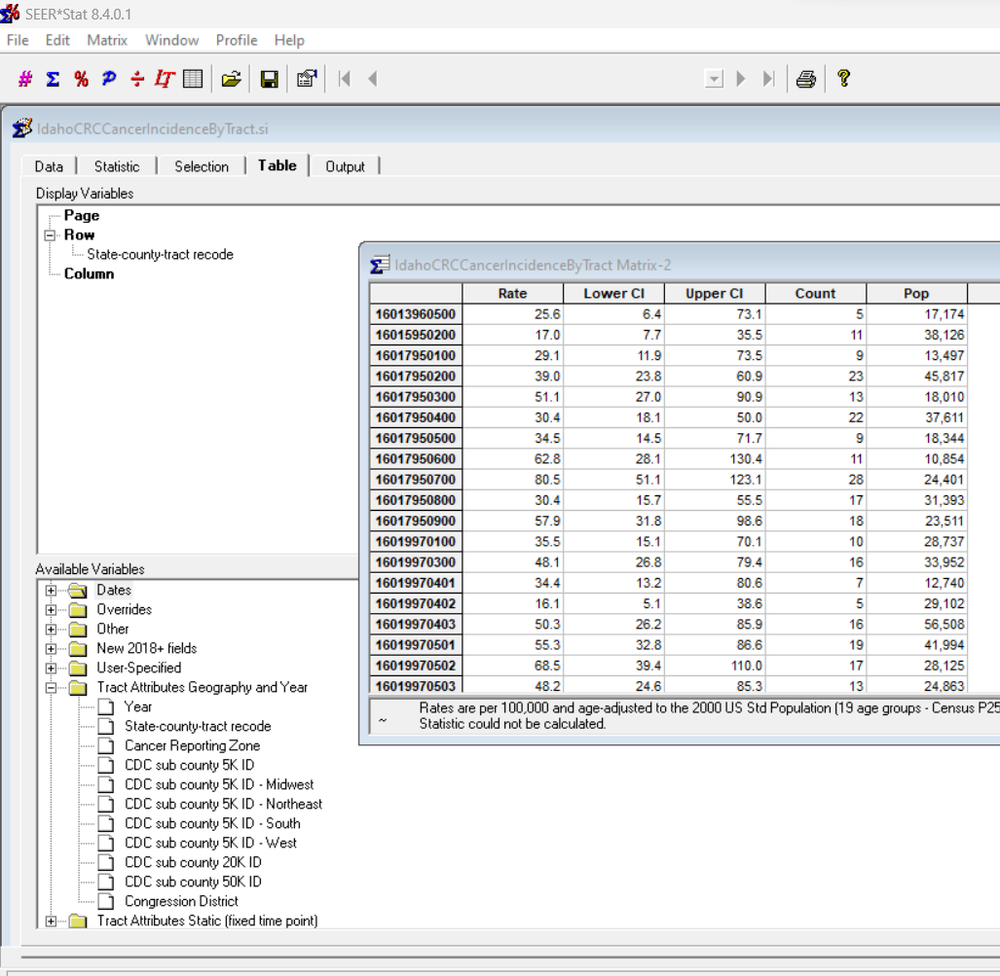 SEER*Stat 8.4.0.1
File Edit Matrix Window Profile Help
IdahoCRCCancerIncidenceByTract.si
Data Statistic Selection Table Output
Display Variables
Page
Row
State-county-tract recode
Column
IdahoCRCCancerIncidenceByTract Matrix-2
Rate Lower CI Upper CI Count Pop
16013960500 25.6 6.4 73.1 5 17,174
16015950200 17.0 7.7 35.5 11 38,126
16017950100 29.1 11.9 73.5 9 13,497
16017950200 39.0 23.8 60.9 23 45,817
16017950300 51.1 27.0 90.9 13 18,010
16017950400 30.4 18.1 50.0 22 37,611
16017950500 34.5 14.5 71.7 9 18,344
16017950600 62.8 28.1 130.4 11 10,854
16017950700 80.5 51.1 123.1 28 24,401
16017950800 30.4 15.7 55.5 17 31,393
16017950900 57.9 31.8 98.6 18 23,511
16019970100 35.5 15.1 70.1 10 28,737
16019970300 48.1 26.8 79.4 16 33,952
16019970401 34.4 13.2 80.6 7 12,740
16019970402 16.1 5.1 38.6 5 29,102
16019970403 50.3 26.2 85.9 16 56,508
16019970501 55.3 32.8 86.6 19 41,994
16019970502 68.5 39.4 110.0 17 28,125
16019970503 48.2 24.6 85.3 13 24,863
Rates are per 100,000 and age-adjusted to the 2000 US Std Population (19 age groups - Census P25
~ Statistic could not be calculated.
Available Variables
Dates
Overrides
Other
New 2018+ fields
User-Specified
Tract Attributes Geography and Year
Year
State-county-tract recode
Cancer Reporting Zone
CDC sub county 5K ID
CDC sub county 5K ID - Midwest
CDC sub county 5K ID - Northeast
CDC sub county 5K ID - South
CDC sub county 5K ID - West
CDC sub county 20K ID
CDC sub county 50K ID
Congression District
Tract Attributes Static (fixed time point)